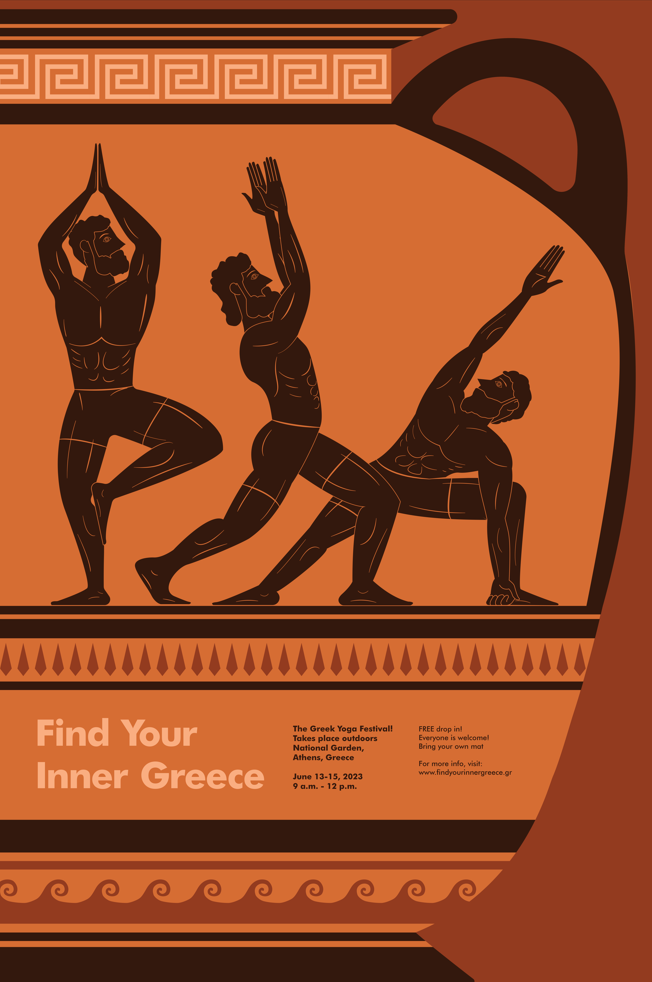 Find Your
Inner Greece
The Greek Yoga Festival!
Takes place outdoors
National Garden,
Athens, Greece
June 13-15, 2023
9 a.m. - 12 p.m.
FREE drop in!
Everyone is welcome!
Bring your own mat
For more info, visit:
www.findyourinnergreece.gr